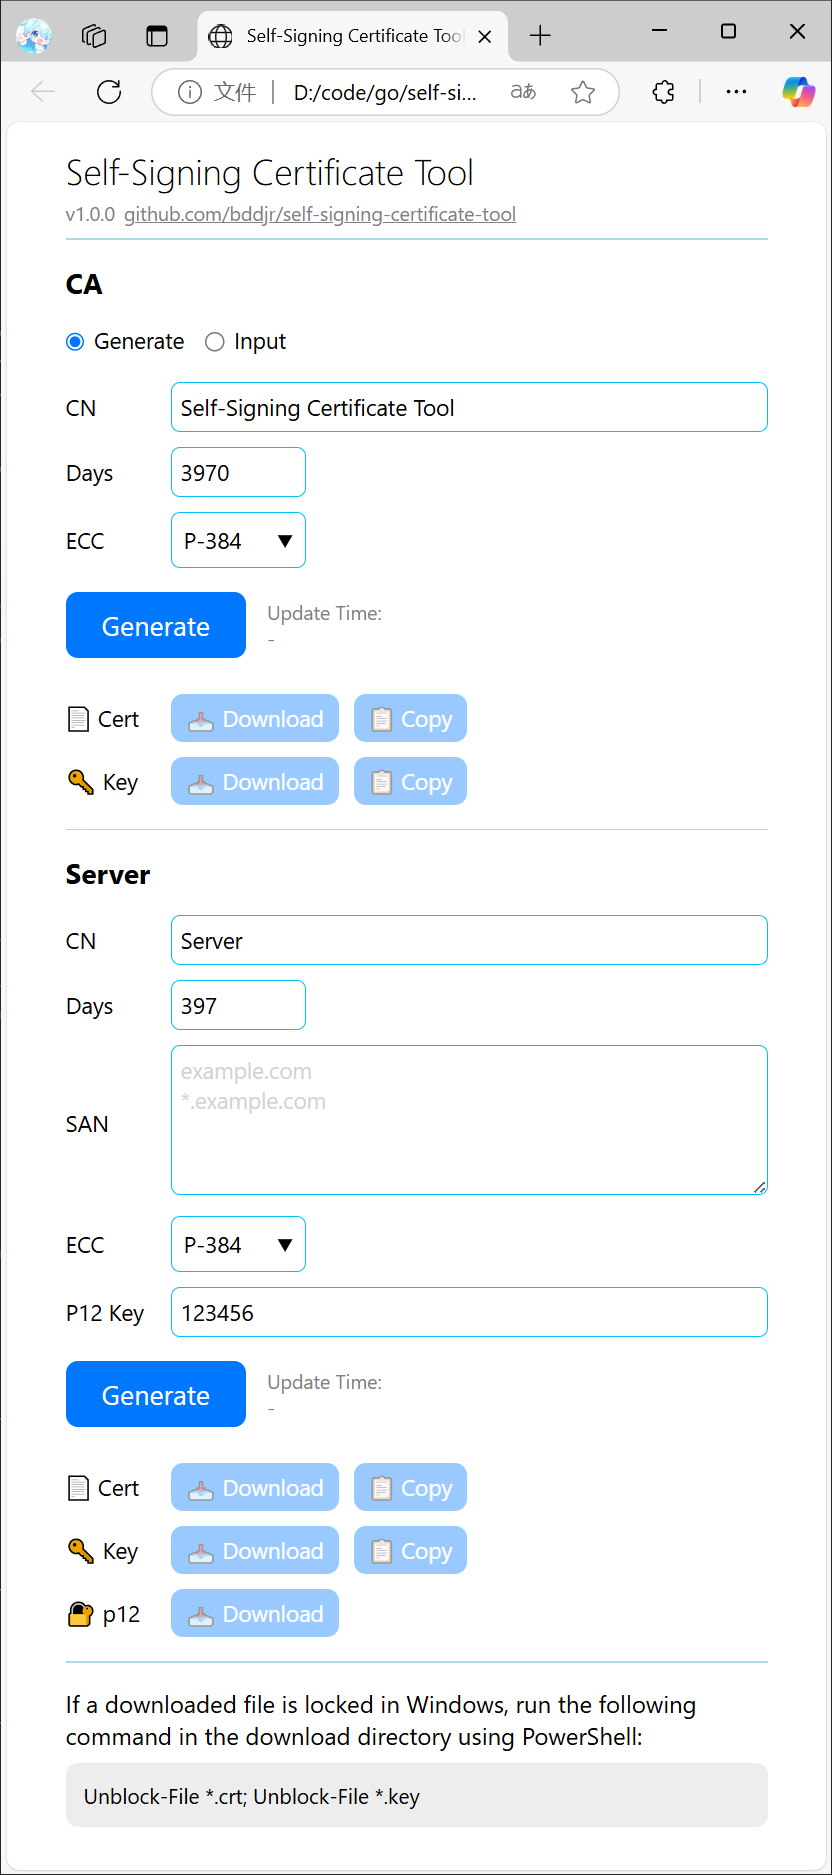 Self-Signing Certificate Tool
文件 D:/code/go/self-si... aあ
Self-Signing Certificate Tool
v1.0.0 github.com/bddjr/self-signing-certificate-tool
CA
Generate Input
CN Self-Signing Certificate Tool
Days 3970
ECC P-384
Generate Update Time:
-
Cert Download Copy
Key Download Copy
Server
CN Server
Days 397
example.com
*.example.com
SAN
ECC P-384
P12 Key 123456
Generate Update Time:
-
Cert Download Copy
Key Download Copy
p12 Download
If a downloaded file is locked in Windows, run the following
command in the download directory using PowerShell:
Unblock-File *.crt; Unblock-File *.key